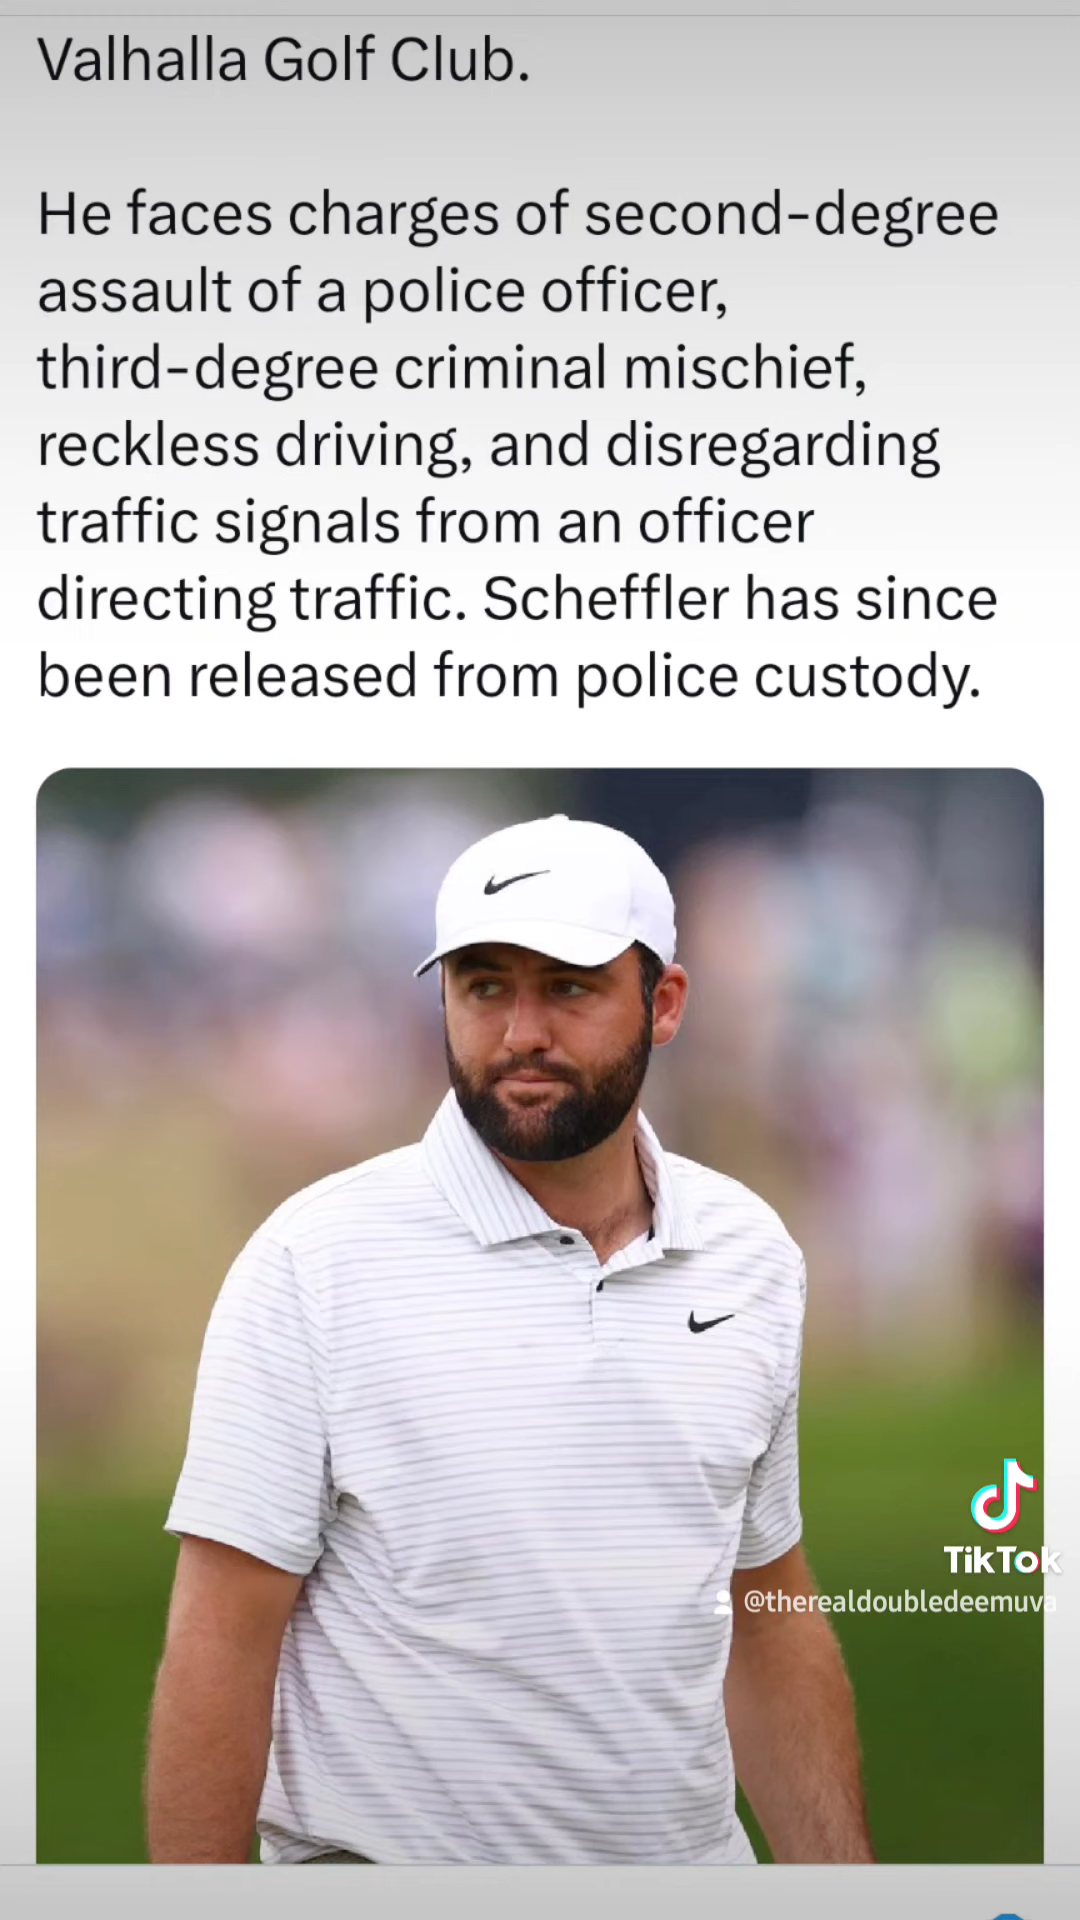 Valhalla Golf Club.
He faces charges of second-degree
assault of a police officer,
third-degree criminal mischief,
reckless driving, and disregarding
traffic signals from an officer
directing traffic. Scheffler has since
been released from police custody.
TikTok
@therealdoubledeemuva